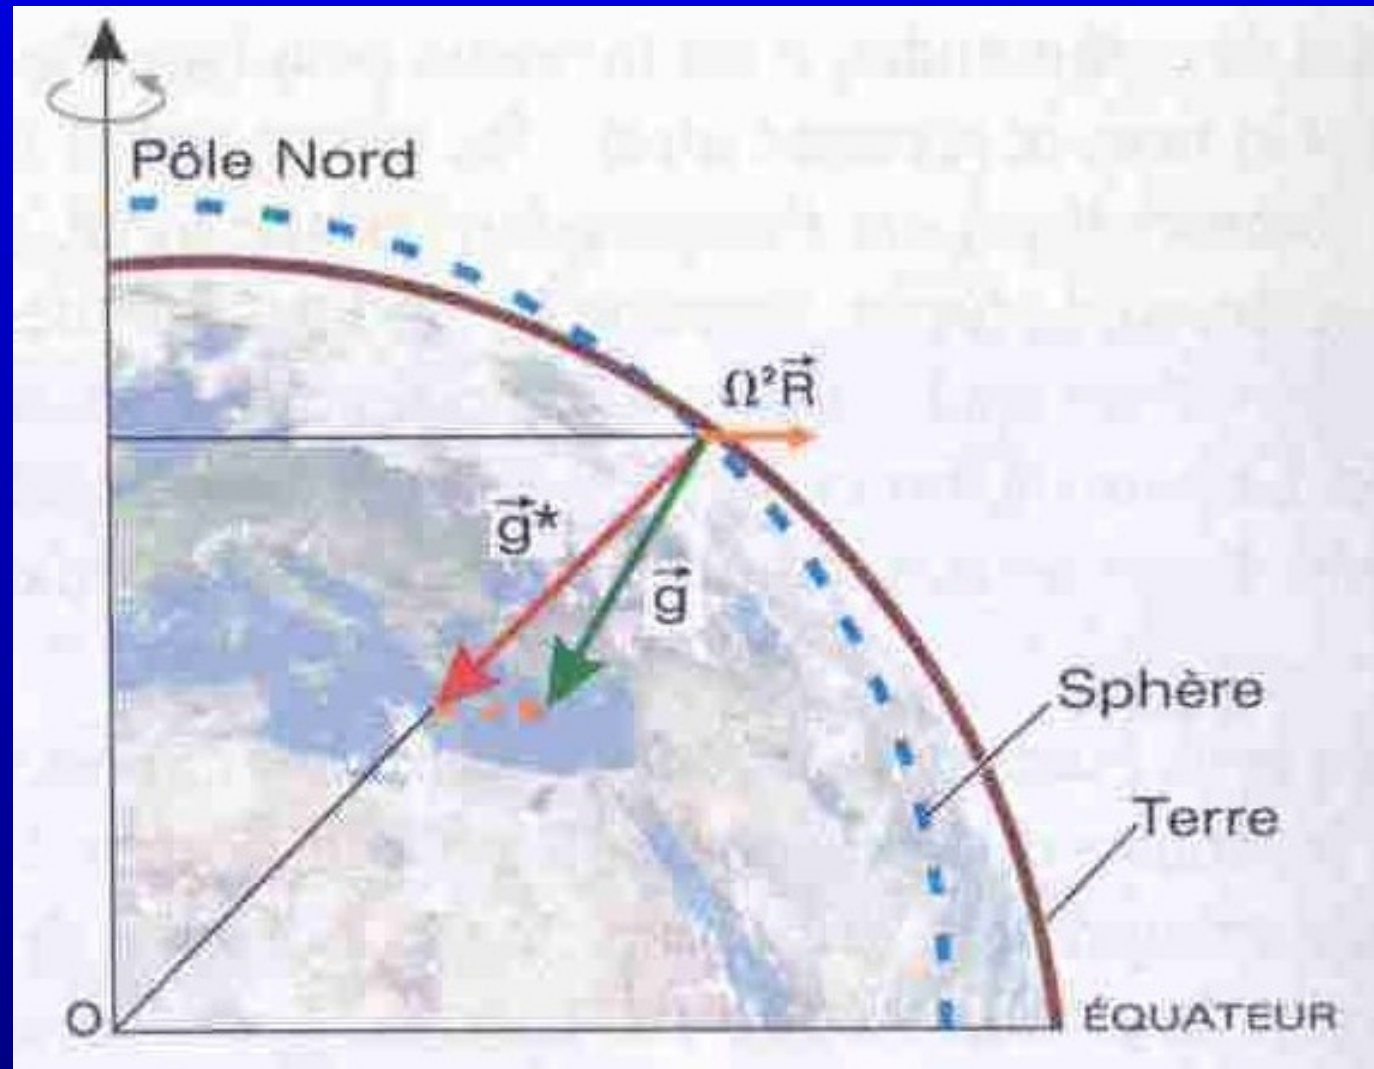 Pôle Nord
Ω²R⃗
g⃗*
g⃗
Sphère
Terre
O
ÉQUATEUR